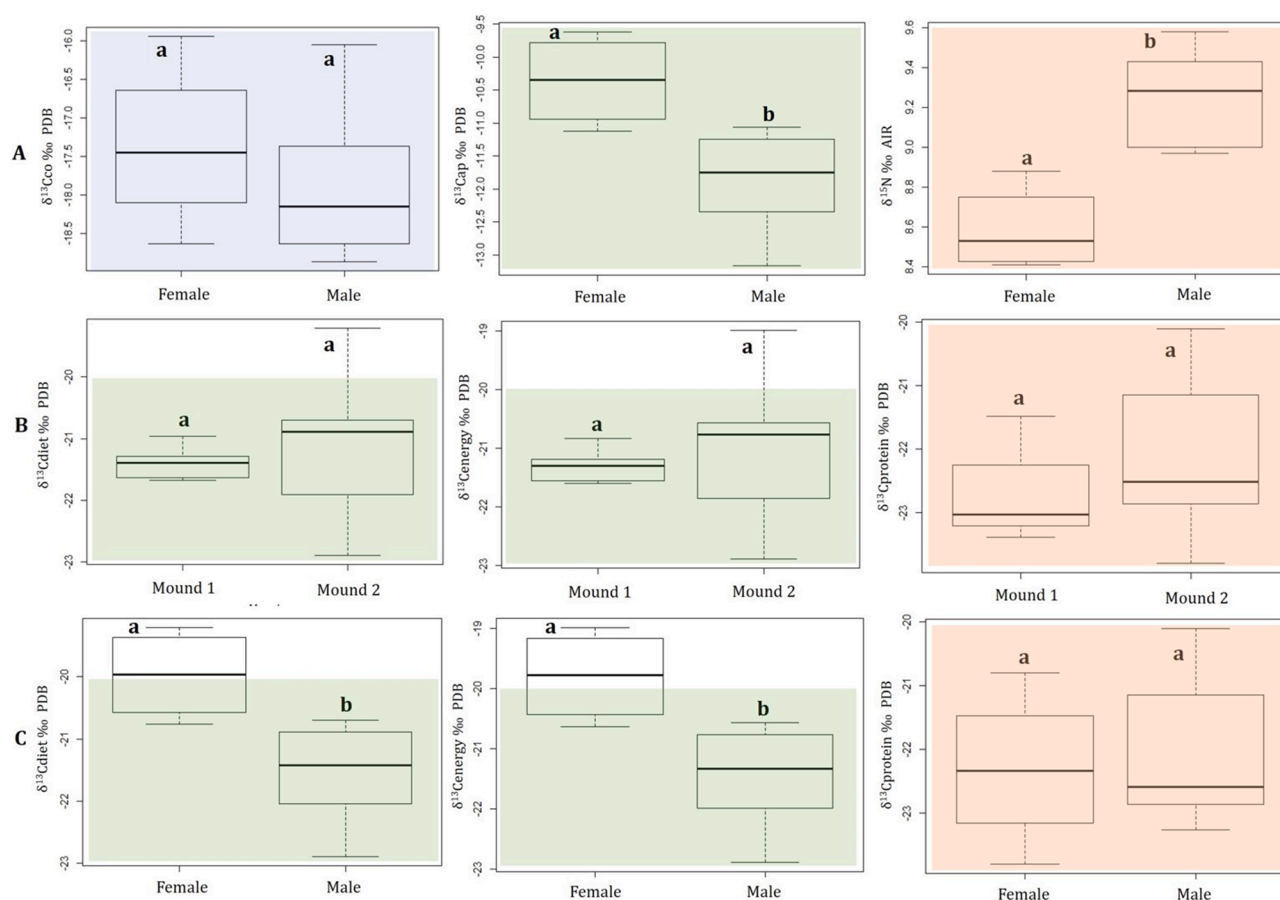 A
δ¹³Cco ‰ PDB
-16.0
-16.5
-17.0
-17.5
-18.0
-18.5
a
a
Female Male
δ¹³Cap ‰ PDB
-9.5
-10.0
-10.5
-11.0
-11.5
-12.0
-12.5
-13.0
a
b
Female Male
δ¹⁵N ‰ AIR
9.6
9.4
9.2
9.0
8.8
8.6
8.4
a
b
Female Male
B
δ¹³Cdiet ‰ PDB
-20
-21
-22
-23
a
a
Mound 1 Mound 2
δ¹³Cenergy ‰ PDB
-19
-20
-21
-22
-23
a
a
Mound 1 Mound 2
δ¹³Cprotein ‰ PDB
-20
-21
-22
-23
a
a
Mound 1 Mound 2
C
δ¹³Cdiet ‰ PDB
-20
-21
-22
-23
a
b
Female Male
δ¹³Cenergy ‰ PDB
-19
-20
-21
-22
-23
a
b
Female Male
δ¹³Cprotein ‰ PDB
-20
-21
-22
-23
a
a
Female Male